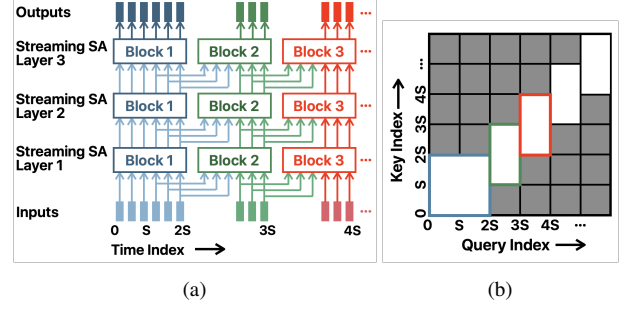 Outputs
...
Streaming SA
Layer 3
Block 1 Block 2 Block 3 ...
Streaming SA
Layer 2
Block 1 Block 2 Block 3 ...
Streaming SA
Layer 1
Block 1 Block 2 Block 3 ...
Inputs
...
0 S 2S 3S 4S
Time Index
(a)
Key Index
...
4S
3S
2S
S
0
0 S 2S 3S 4S ...
Query Index
(b)